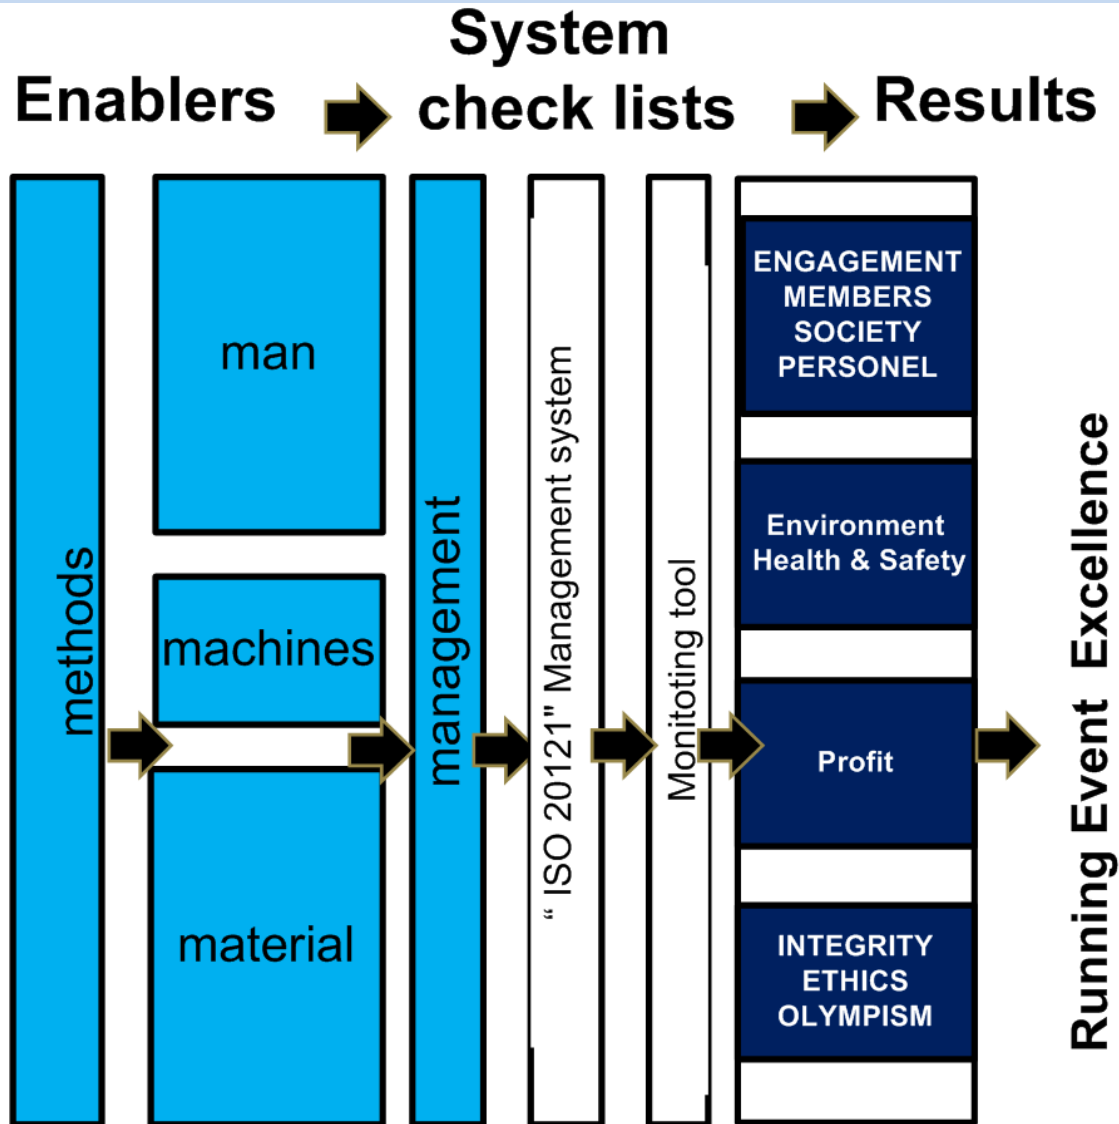 System
Enablers
check lists
Results
methods
man
machines
material
management
“ ISO 20121" Management system
Monitoting tool
ENGAGEMENT
MEMBERS
SOCIETY
PERSONEL
Environment
Health & Safety
Profit
INTEGRITY
ETHICS
OLYMPISM
Running Event Excellence